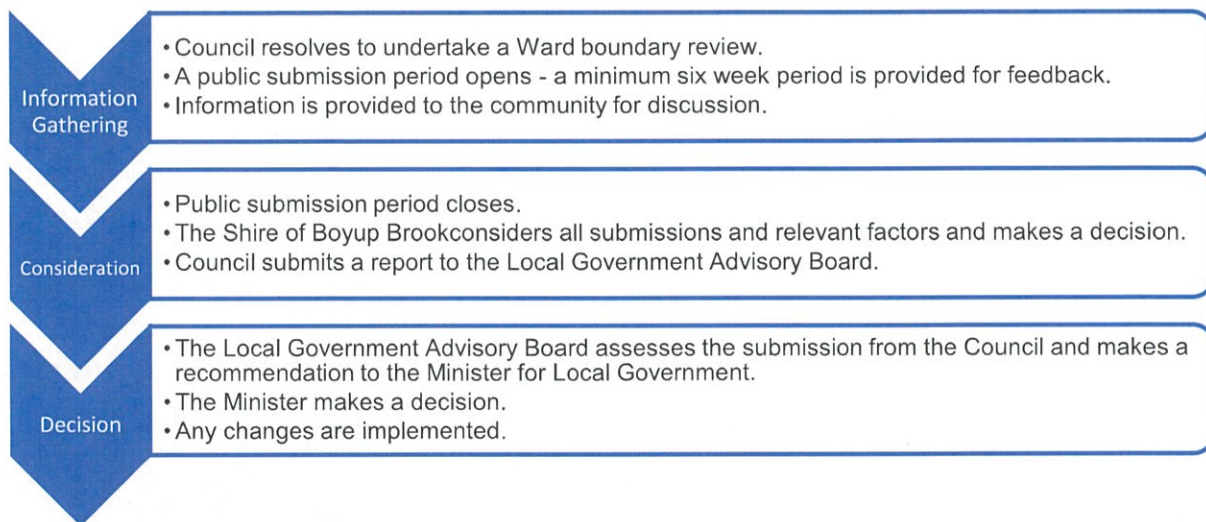 Information
Gathering
• Council resolves to undertake a Ward boundary review.
• A public submission period opens - a minimum six week period is provided for feedback.
• Information is provided to the community for discussion.
Consideration
• Public submission period closes.
• The Shire of Boyup Brookconsiders all submissions and relevant factors and makes a decision.
• Council submits a report to the Local Government Advisory Board.
Decision
• The Local Government Advisory Board assesses the submission from the Council and makes a
recommendation to the Minister for Local Government.
• The Minister makes a decision.
• Any changes are implemented.